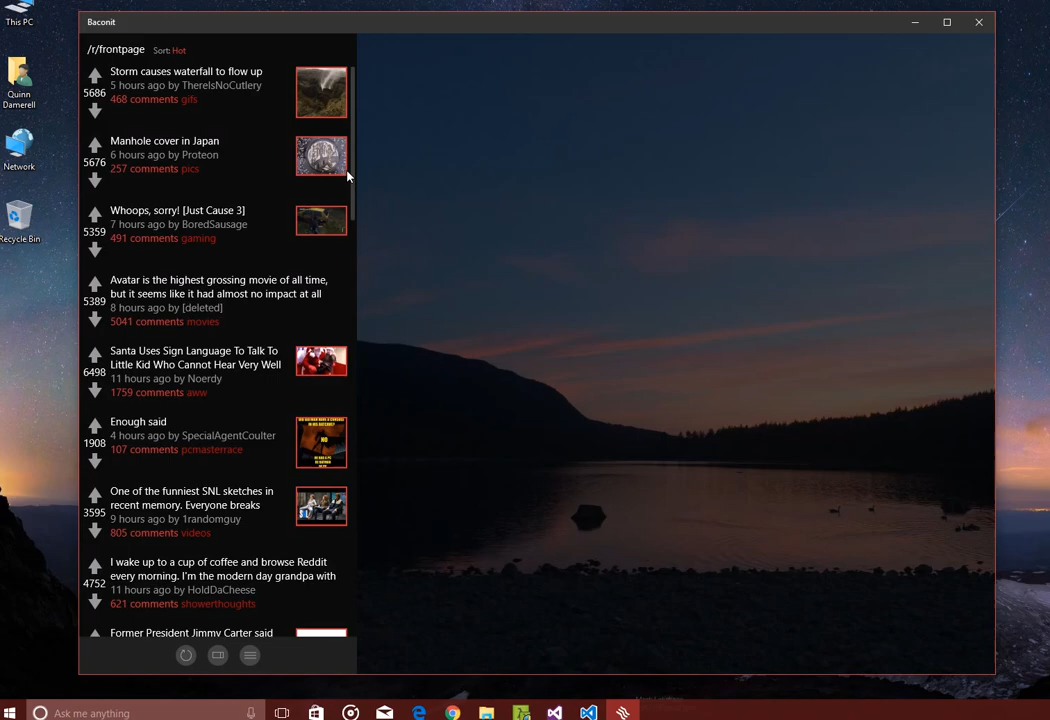 This PC
Baconit
/r/frontpage Sort: Hot
Storm causes waterfall to flow up
5 hours ago by ThereIsNoCutlery
5686
468 comments gifs
Quinn
Damerell
Manhole cover in Japan
6 hours ago by Proteon
5676
257 comments pics
Network
Whoops, sorry! [Just Cause 3]
7 hours ago by BoredSausage
5359
491 comments gaming
Recycle Bin
Avatar is the highest grossing movie of all time,
but it seems like it had almost no impact at all
5389
8 hours ago by [deleted]
5041 comments movies
Santa Uses Sign Language To Talk To
Little Kid Who Cannot Hear Very Well
6498
11 hours ago by Noerdy
1759 comments aww
Enough said
4 hours ago by SpecialAgentCoulter
1908
107 comments pcmasterrace
NO
One of the funniest SNL sketches in
recent memory. Everyone breaks
3595
9 hours ago by 1randomguy
805 comments videos
I wake up to a cup of coffee and browse Reddit
every morning. I'm the modern day grandpa with
4752
11 hours ago by HoldDaCheese
621 comments showerthoughts
Former President Jimmy Carter said
Ask me anything